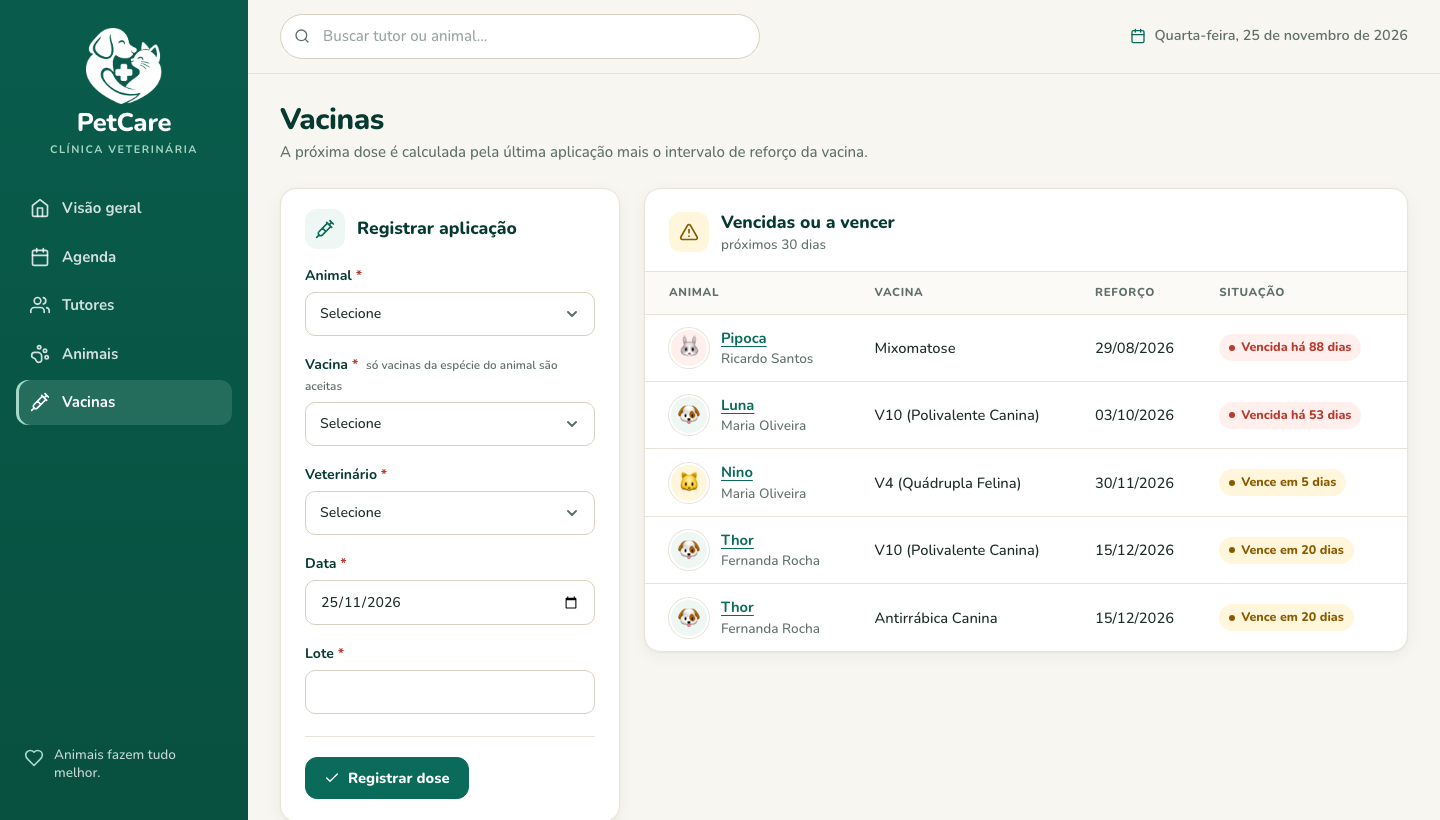 PetCare
CLÍNICA VETERINÁRIA
Visão geral
Agenda
Tutores
Animais
Vacinas
Animais fazem tudo
melhor.
Buscar tutor ou animal...
Quarta-feira, 25 de novembro de 2026
Vacinas
A próxima dose é calculada pela última aplicação mais o intervalo de reforço da vacina.
Registrar aplicação
Animal *
Selecione
Vacina * só vacinas da espécie do animal são
aceitas
Selecione
Veterinário *
Selecione
Data *
25/11/2026
Lote *
Registrar dose
Vencidas ou a vencer
próximos 30 dias
ANIMAL VACINA REFORÇO SITUAÇÃO
Pipoca
Ricardo Santos
Mixomatose 29/08/2026 Vencida há 88 dias
Luna
Maria Oliveira
V10 (Polivalente Canina) 03/10/2026 Vencida há 53 dias
Nino
Maria Oliveira
V4 (Quádrupla Felina) 30/11/2026 Vence em 5 dias
Thor
Fernanda Rocha
V10 (Polivalente Canina) 15/12/2026 Vence em 20 dias
Thor
Fernanda Rocha
Antirrábica Canina 15/12/2026 Vence em 20 dias